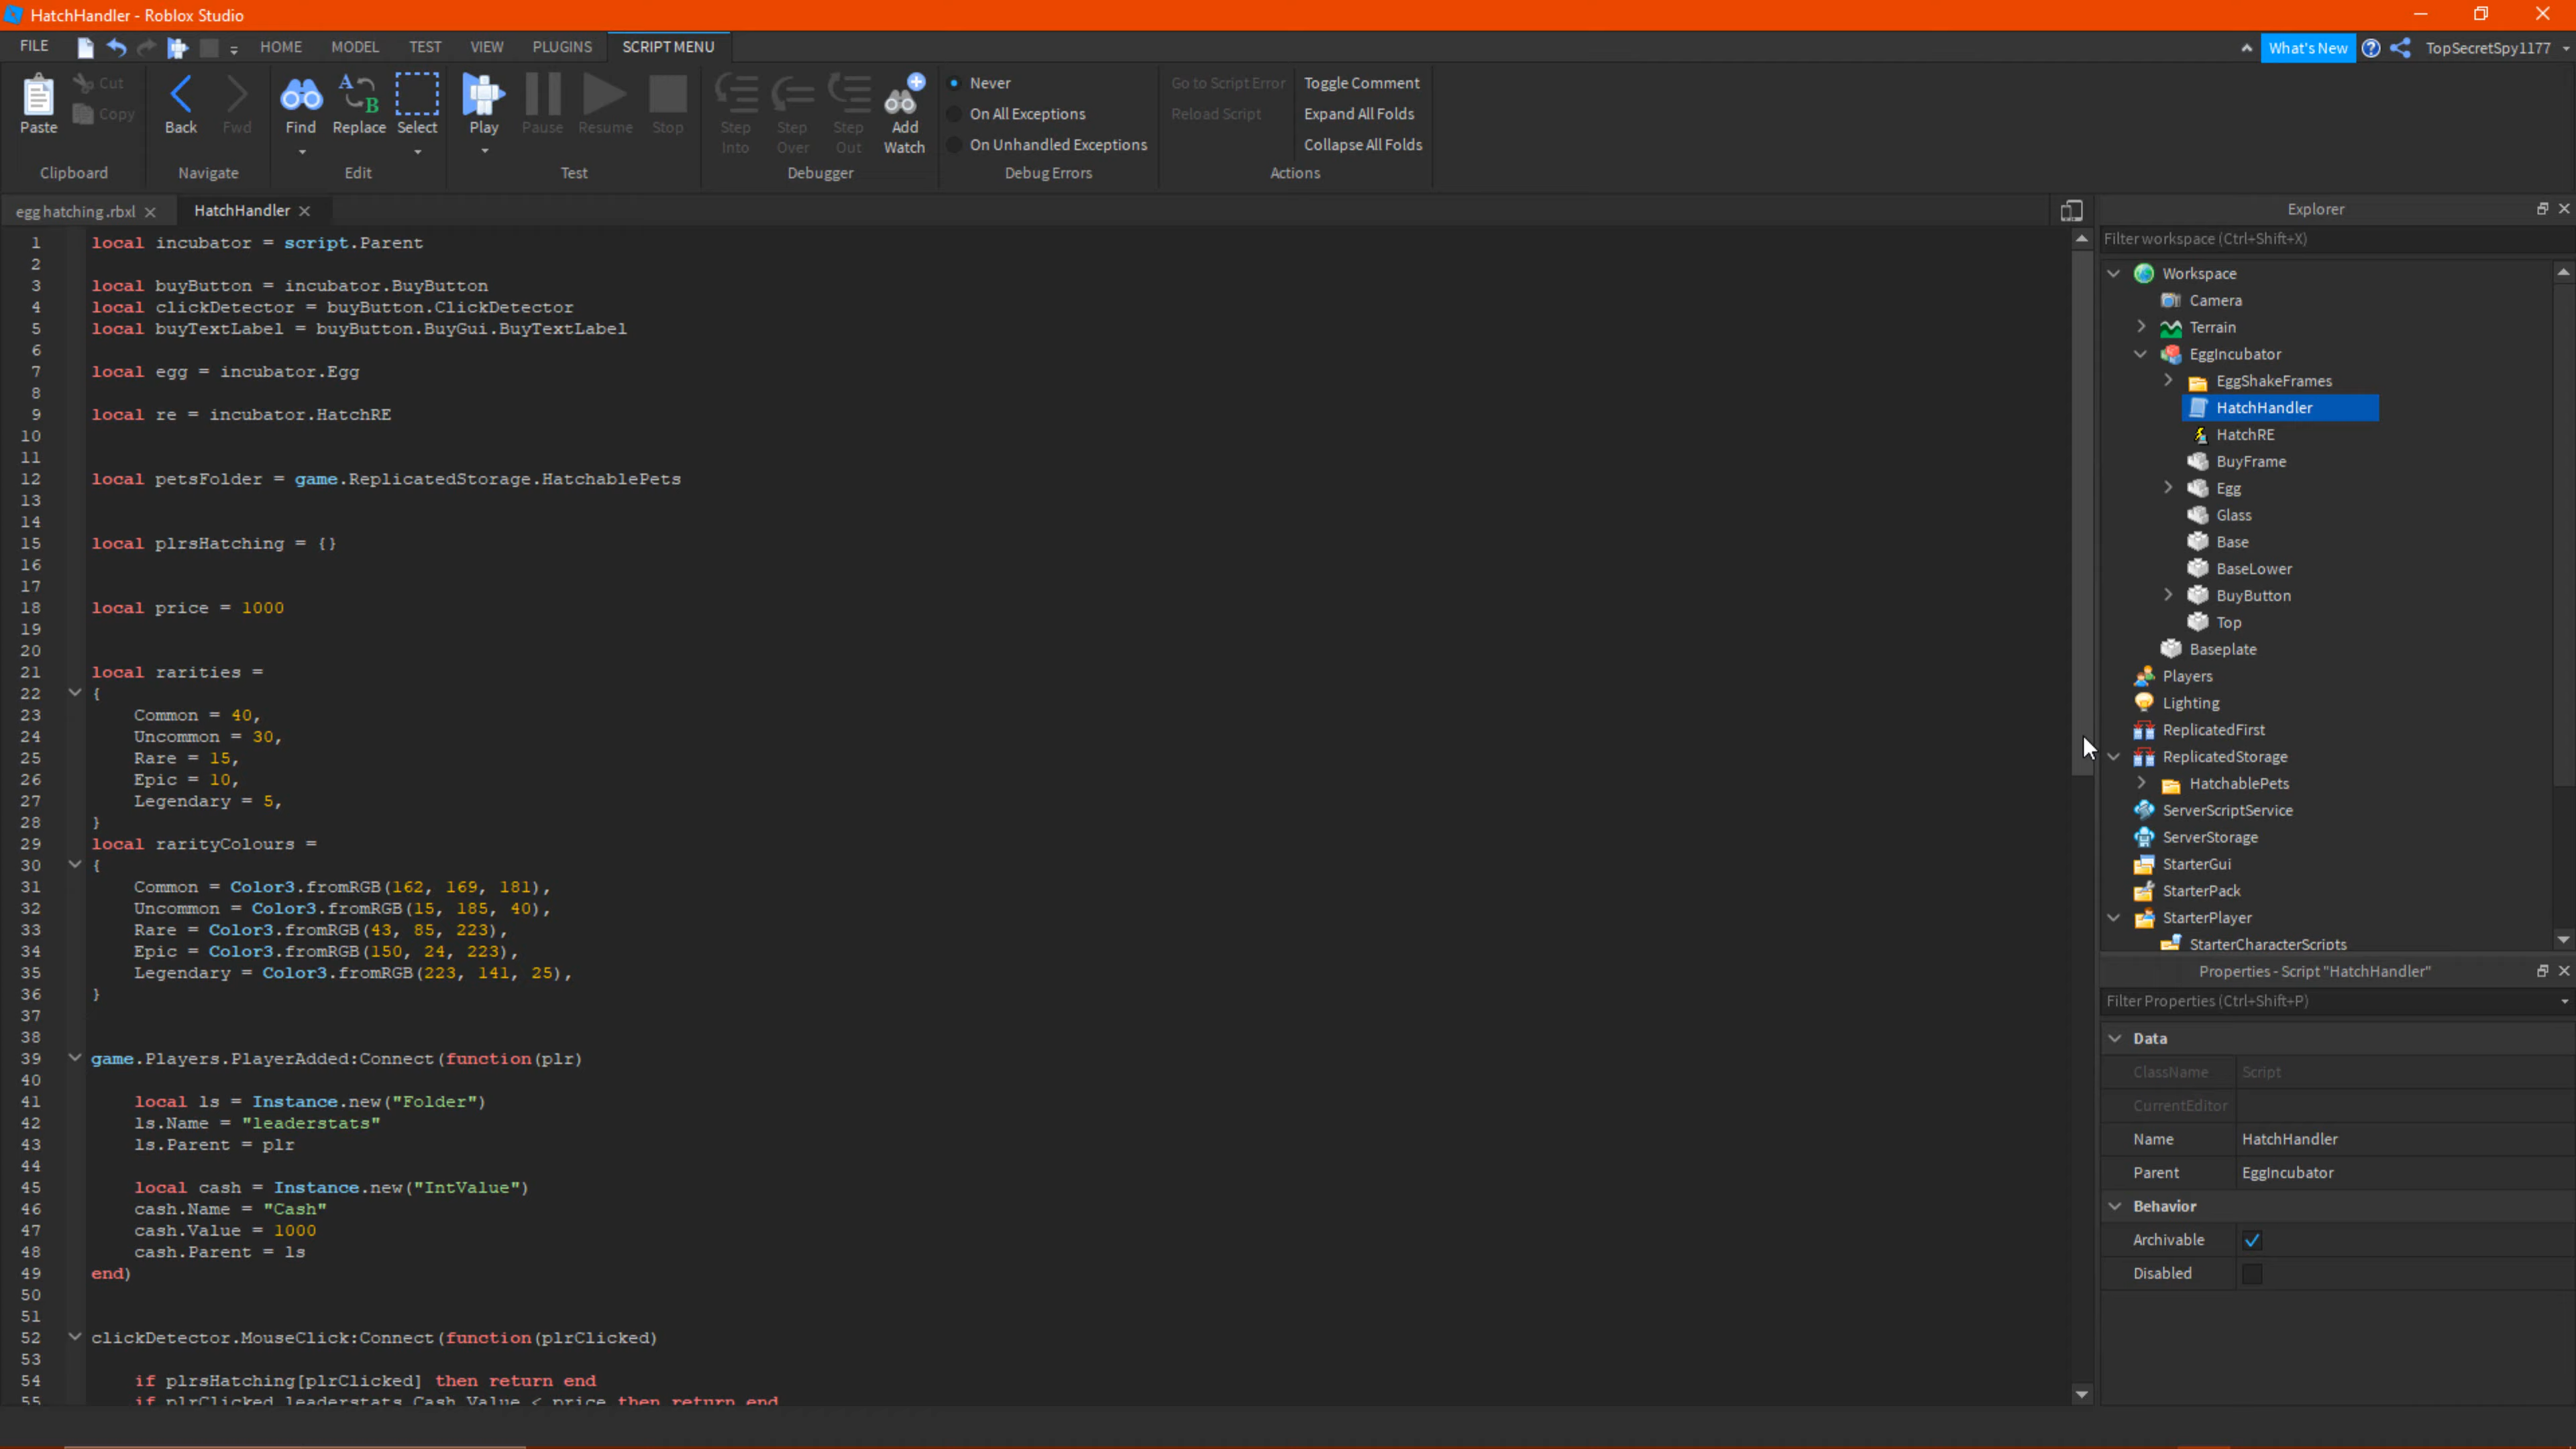 HatchHandler - Roblox Studio
FILE HOME MODEL TEST VIEW PLUGINS SCRIPT MENU What's New TopSecretSpy1177
Paste Cut Copy Back Fwd Find Replace Select Play Pause Resume Stop Step Into Step Over Step Out Add Watch
Never
On All Exceptions
On Unhandled Exceptions
Go to Script Error
Reload Script
Toggle Comment
Expand All Folds
Collapse All Folds
Clipboard Navigate Edit Test Debugger Debug Errors Actions
egg hatching .rbxl HatchHandler
1 local incubator = script.Parent
2
3 local buyButton = incubator.BuyButton
4 local clickDetector = buyButton.ClickDetector
5 local buyTextLabel = buyButton.BuyGui.BuyTextLabel
6
7 local egg = incubator.Egg
8
9 local re = incubator.HatchRE
10
11
12 local petsFolder = game.ReplicatedStorage.HatchablePets
13
14
15 local plrsHatching = {}
16
17
18 local price = 1000
19
20
21 local rarities =
22 {
23 Common = 40,
24 Uncommon = 30,
25 Rare = 15,
26 Epic = 10,
27 Legendary = 5,
28 }
29 local rarityColours =
30 {
31 Common = Color3.fromRGB(162, 169, 181),
32 Uncommon = Color3.fromRGB(15, 185, 40),
33 Rare = Color3.fromRGB(43, 85, 223),
34 Epic = Color3.fromRGB(150, 24, 223),
35 Legendary = Color3.fromRGB(223, 141, 25),
36 }
37
38
39 game.Players.PlayerAdded:Connect(function(plr)
40
41 local ls = Instance.new("Folder")
42 ls.Name = "leaderstats"
43 ls.Parent = plr
44
45 local cash = Instance.new("IntValue")
46 cash.Name = "Cash"
47 cash.Value = 1000
48 cash.Parent = ls
49 end)
50
51
52 clickDetector.MouseClick:Connect(function(plrClicked)
53
54 if plrsHatching[plrClicked] then return end
55 if plrClicked.leaderstats.Cash.Value < price then return end
Explorer
Filter workspace (Ctrl+Shift+X)
Workspace
Camera
Terrain
EggIncubator
EggShakeFrames
HatchHandler
HatchRE
BuyFrame
Egg
Glass
Base
BaseLower
BuyButton
Top
Baseplate
Players
Lighting
ReplicatedFirst
ReplicatedStorage
HatchablePets
ServerScriptService
ServerStorage
StarterGui
StarterPack
StarterPlayer
StarterCharacterScripts
Properties - Script "HatchHandler"
Filter Properties (Ctrl+Shift+P)
Data
ClassName Script
CurrentEditor
Name HatchHandler
Parent EggIncubator
Behavior
Archivable
Disabled